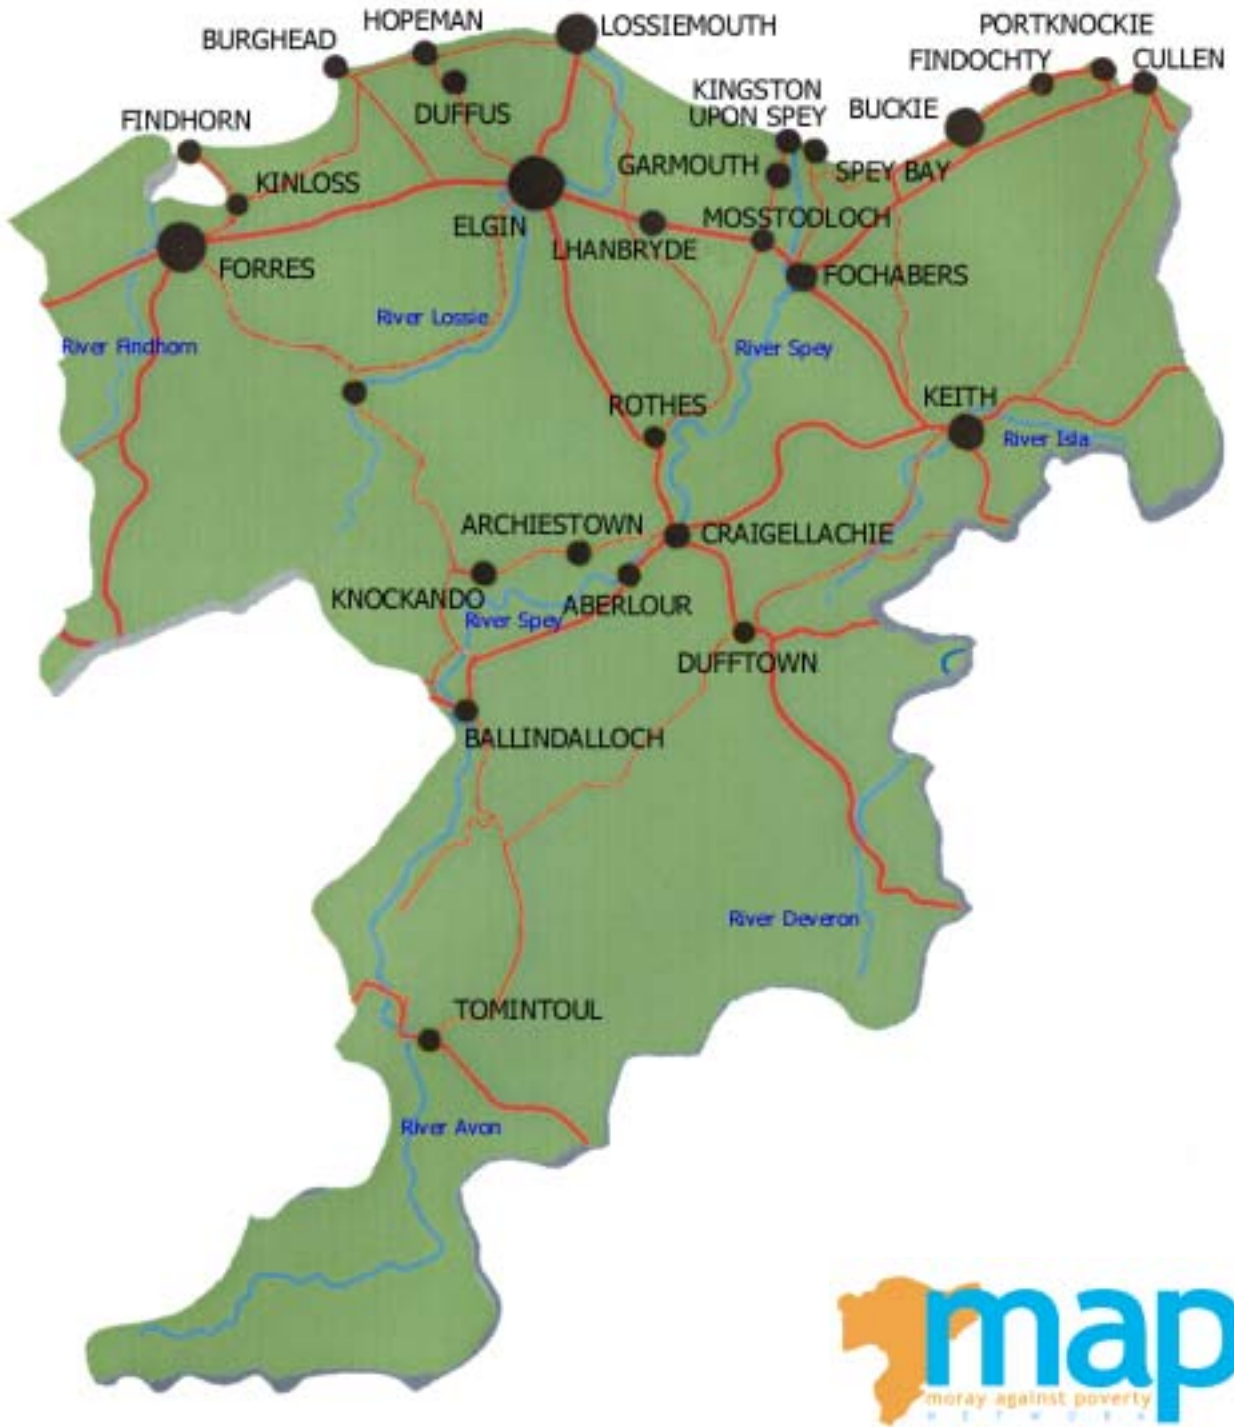 HOPEMAN
LOSSIEMOUTH
PORTKNOCKIE
BURGHEAD
FINDOCHTY
CULLEN
KINGSTON
UPON SPEY
BUCKIE
DUFFUS
FINDHORN
GARMOUTH
SPEY BAY
KINLOSS
MOSSTODLOCH
ELGIN
LHANBRYDE
FORRES
FOCHABERS
River Lossie
River Findhorn
River Spey
KEITH
ROTHES
River Isla
ARCHIESTOWN
CRAIGELLACHIE
KNOCKANDO
ABERLOUR
River Spey
DUFFTOWN
BALLINDALLOCH
River Deveron
TOMINTOUL
River Avon
map
moray against poverty
NETWORK